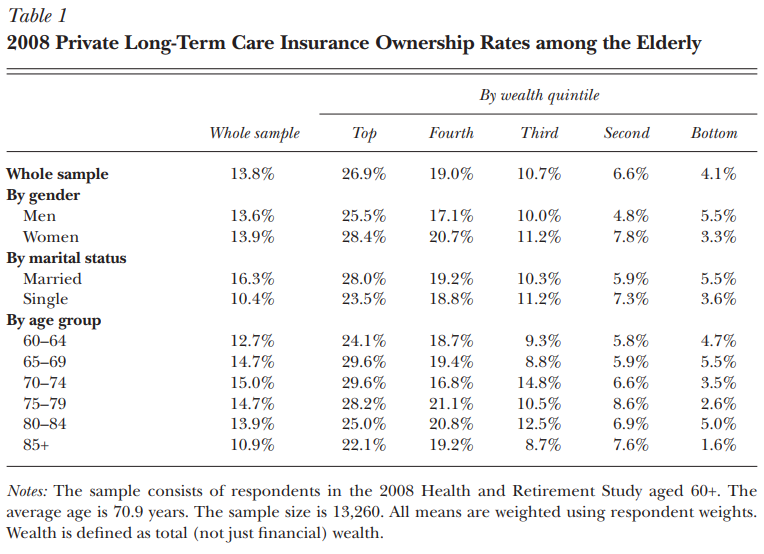 Table 1
2008 Private Long-Term Care Insurance Ownership Rates among the Elderly
By wealth quintile
Whole sample Top Fourth Third Second Bottom
Whole sample 13.8% 26.9% 19.0% 10.7% 6.6% 4.1%
By gender
Men 13.6% 25.5% 17.1% 10.0% 4.8% 5.5%
Women 13.9% 28.4% 20.7% 11.2% 7.8% 3.3%
By marital status
Married 16.3% 28.0% 19.2% 10.3% 5.9% 5.5%
Single 10.4% 23.5% 18.8% 11.2% 7.3% 3.6%
By age group
60–64 12.7% 24.1% 18.7% 9.3% 5.8% 4.7%
65–69 14.7% 29.6% 19.4% 8.8% 5.9% 5.5%
70–74 15.0% 29.6% 16.8% 14.8% 6.6% 3.5%
75–79 14.7% 28.2% 21.1% 10.5% 8.6% 2.6%
80–84 13.9% 25.0% 20.8% 12.5% 6.9% 5.0%
85+ 10.9% 22.1% 19.2% 8.7% 7.6% 1.6%
Notes: The sample consists of respondents in the 2008 Health and Retirement Study aged 60+. The
average age is 70.9 years. The sample size is 13,260. All means are weighted using respondent weights.
Wealth is defined as total (not just financial) wealth.